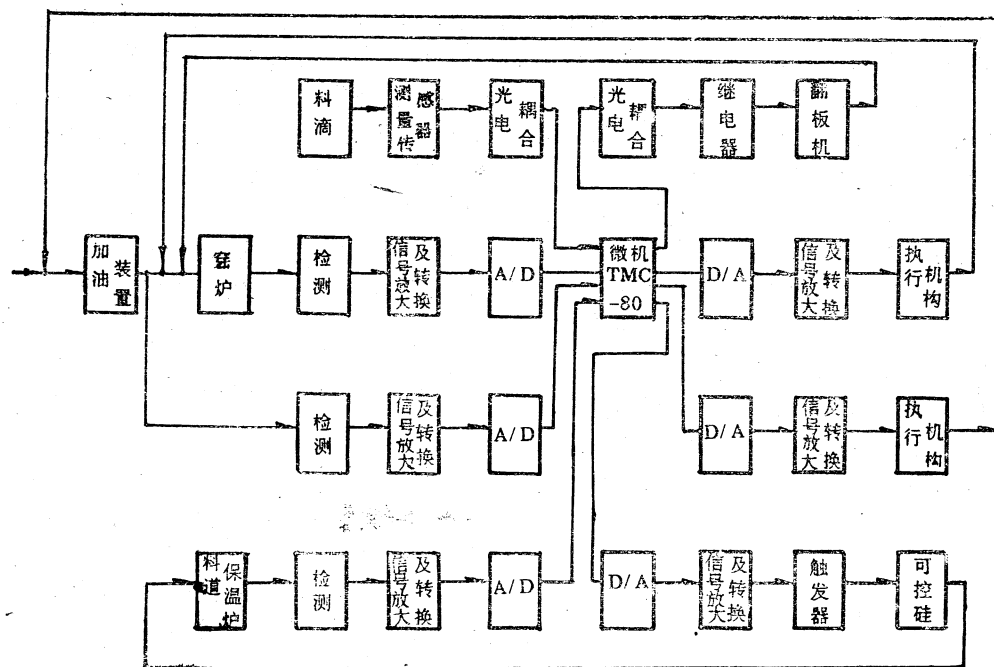 料滴
测量传感器
光电耦合
光电耦合
继电器
翻板机
加油装置
窑炉
检测
信号放大及转换
A/D
微机
TMC
-80
D/A
信号放大及转换
执行机构
检测
信号放大及转换
A/D
D/A
信号放大及转换
执行机构
料道保温炉
检测
信号放大及转换
A/D
D/A
信号放大及转换
触发器
可控硅